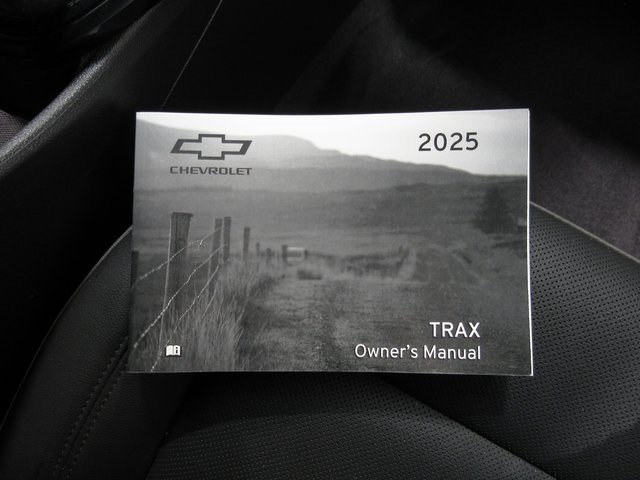 CHEVROLET
2025
TRAX
Owner's Manual